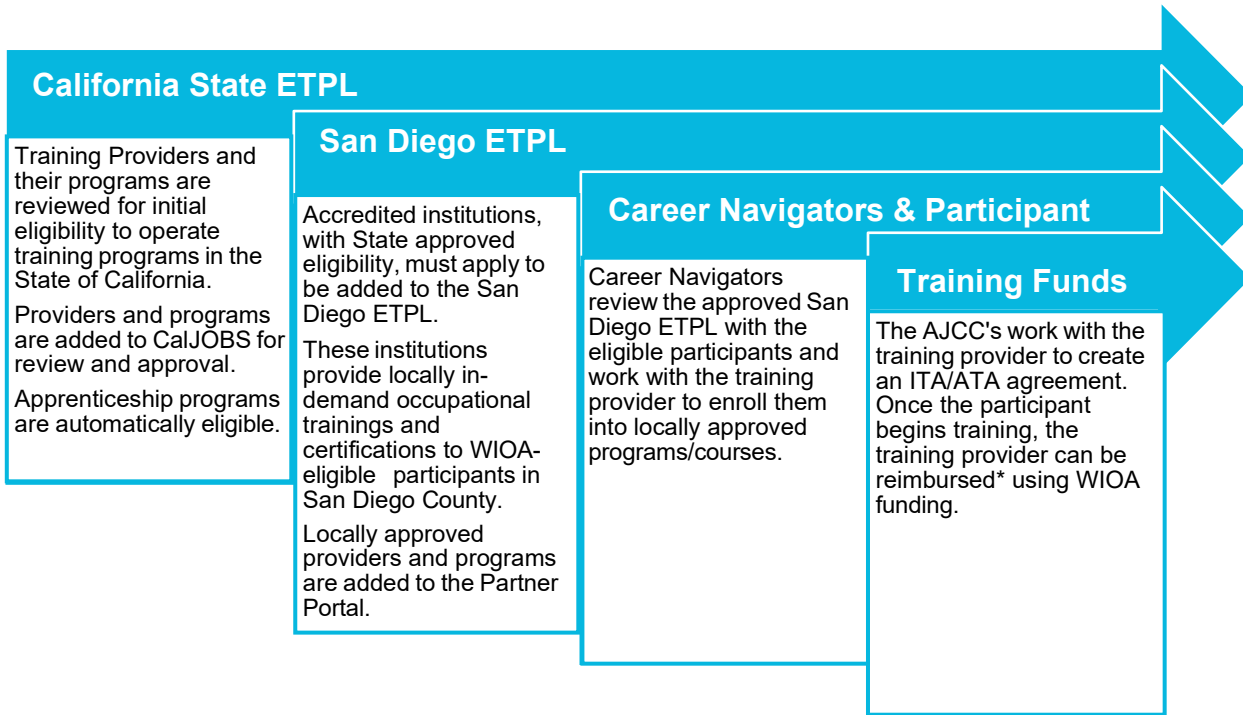 California State ETPL
Training Providers and
their programs are
reviewed for initial
eligibility to operate
training programs in the
State of California.
Providers and programs
are added to CalJOBS for
review and approval.
Apprenticeship programs
are automatically eligible.
San Diego ETPL
Accredited institutions,
with State approved
eligibility, must apply to
be added to the San
Diego ETPL.
These institutions
provide locally in-
demand occupational
trainings and
certifications to WIOA-
eligible participants in
San Diego County.
Locally approved
providers and programs
are added to the Partner
Portal.
Career Navigators & Participant
Career Navigators
review the approved San
Diego ETPL with the
eligible participants and
work with the training
provider to enroll them
into locally approved
programs/courses.
Training Funds
The AJCC's work with the
training provider to create
an ITA/ATA agreement.
Once the participant
begins training, the
training provider can be
reimbursed* using WIOA
funding.